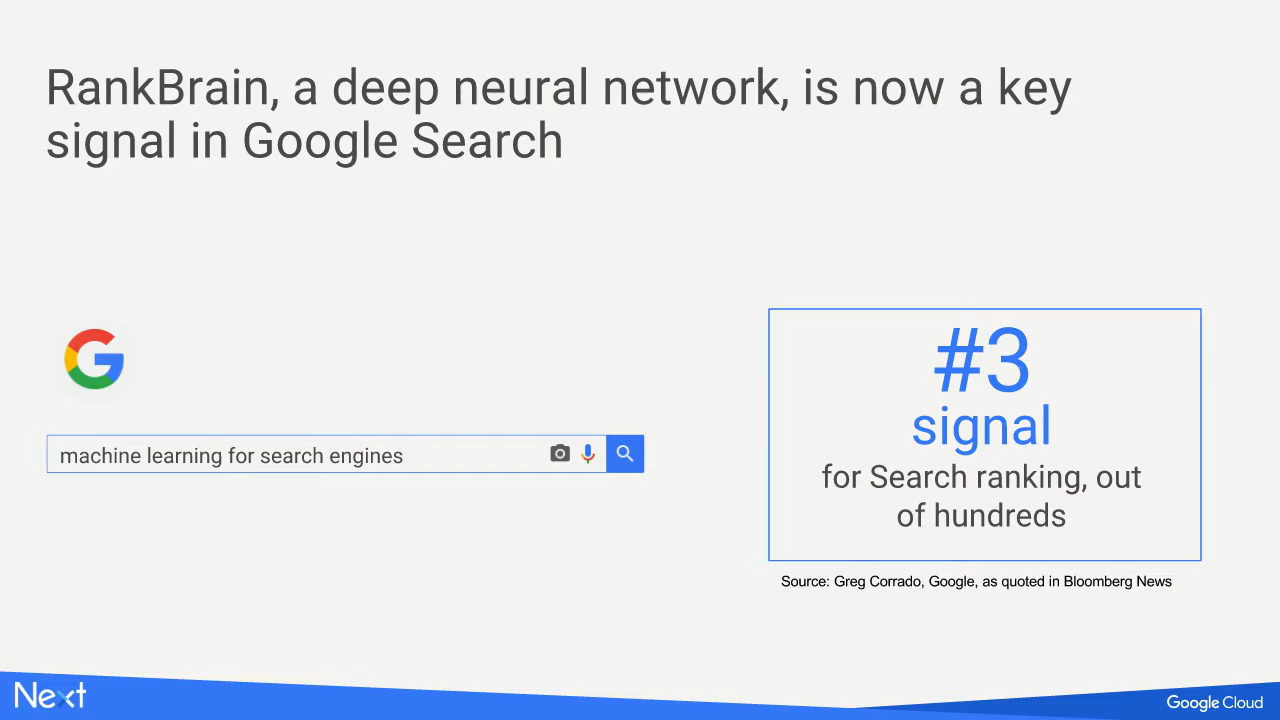 RankBrain, a deep neural network, is now a key
signal in Google Search
machine learning for search engines
#3
signal
for Search ranking, out
of hundreds
Source: Greg Corrado, Google, as quoted in Bloomberg News
Next
Google Cloud